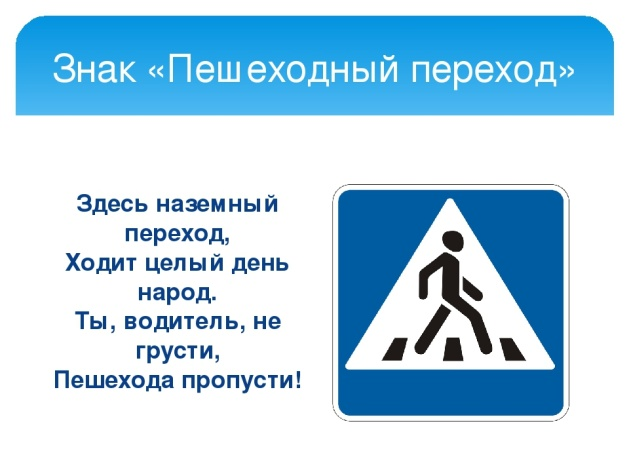 Знак «Пешеходный переход»
Здесь наземный
переход,
Ходит целый день
народ.
Ты, водитель, не
грусти,
Пешехода пропусти!